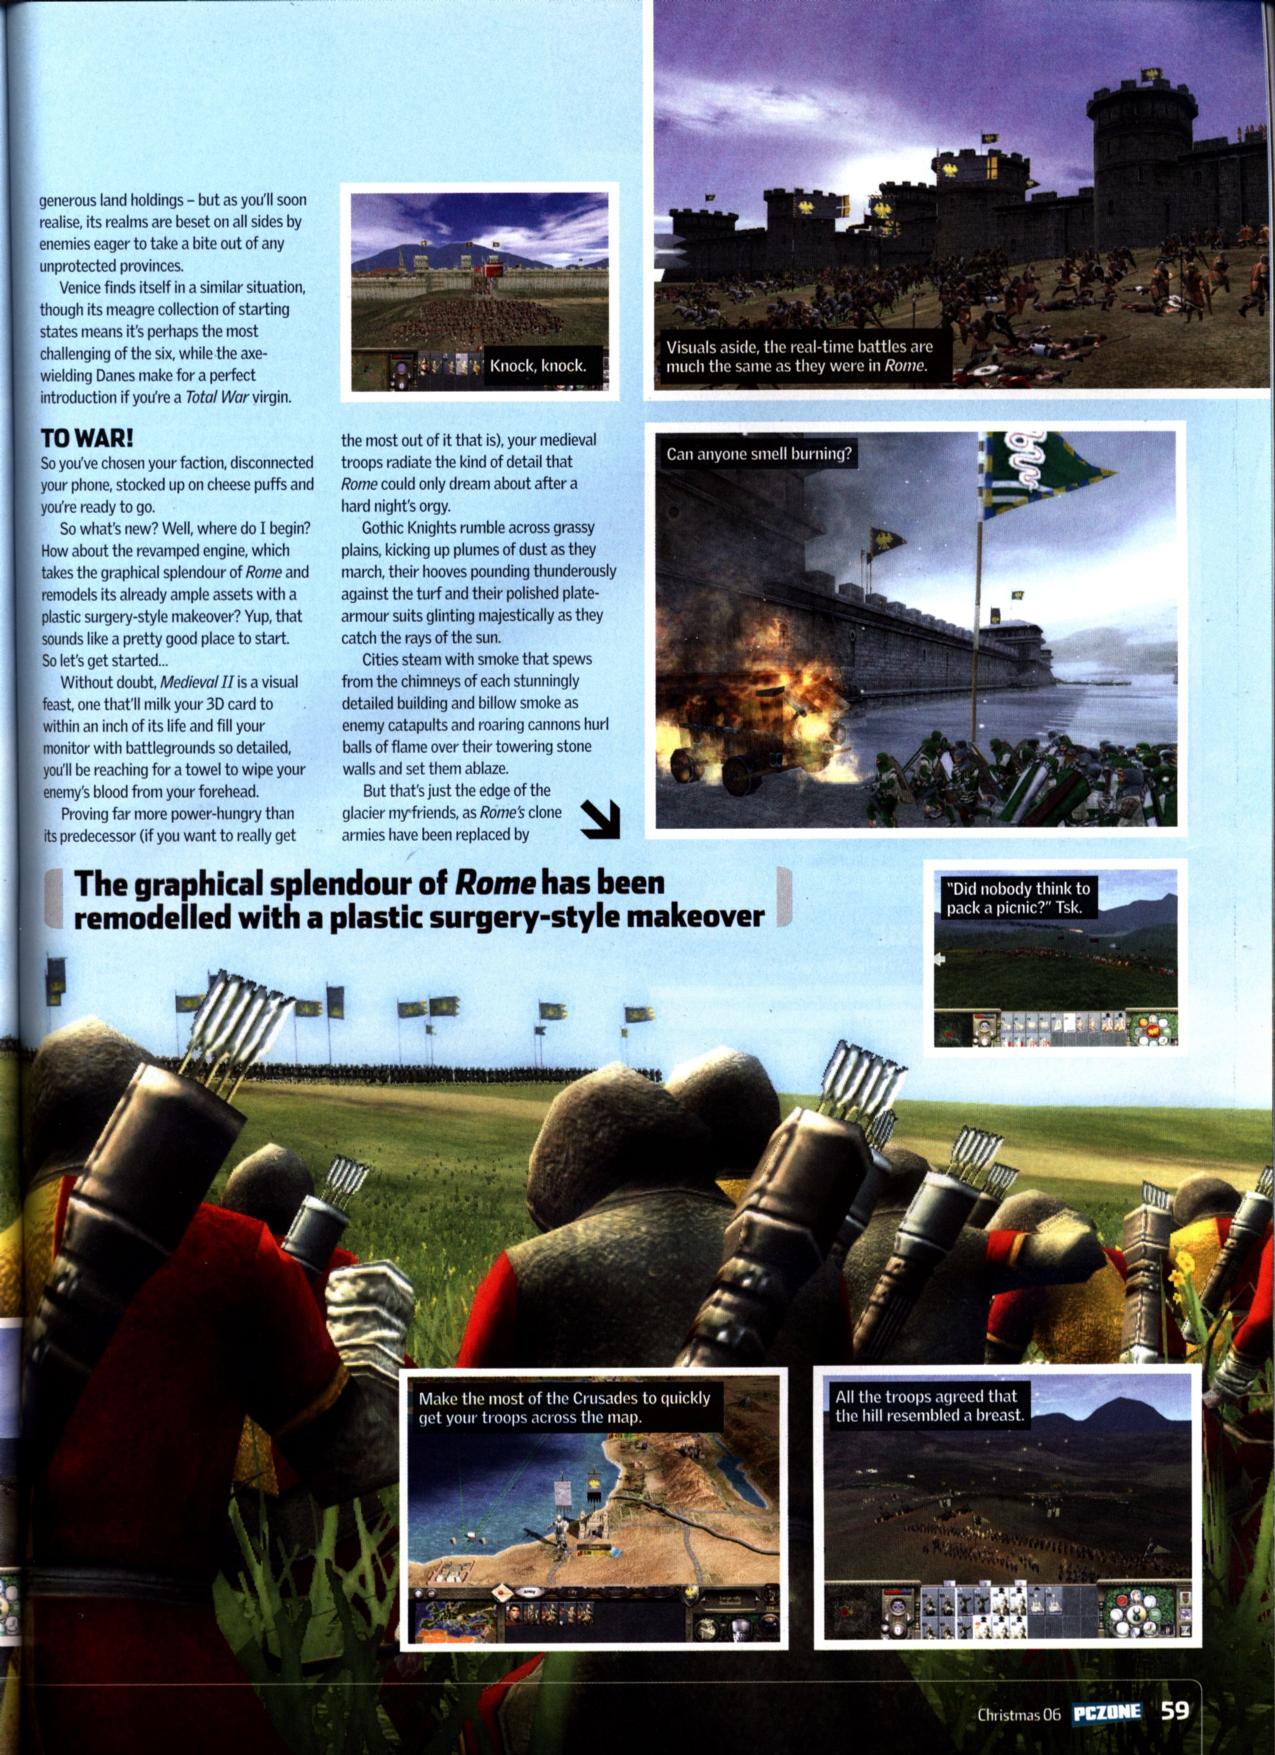 generous land holdings – but as you'll soon
realise, its realms are beset on all sides by
enemies eager to take a bite out of any
unprotected provinces.
Venice finds itself in a similar situation,
though its meagre collection of starting
states means it's perhaps the most
challenging of the six, while the axe-
wielding Danes make for a perfect
introduction if you're a Total War virgin.
TO WAR!
So you've chosen your faction, disconnected
your phone, stocked up on cheese puffs and
you're ready to go.
So what's new? Well, where do I begin?
How about the revamped engine, which
takes the graphical splendour of Rome and
remodels its already ample assets with a
plastic surgery-style makeover? Yup, that
sounds like a pretty good place to start.
So let's get started...
Without doubt, Medieval II is a visual
feast, one that'll milk your 3D card to
within an inch of its life and fill your
monitor with battlegrounds so detailed,
you'll be reaching for a towel to wipe your
enemy's blood from your forehead.
Proving far more power-hungry than
its predecessor (if you want to really get
the most out of it that is), your medieval
troops radiate the kind of detail that
Rome could only dream about after a
hard night's orgy.
Gothic Knights rumble across grassy
plains, kicking up plumes of dust as they
march, their hooves pounding thunderously
against the turf and their polished plate-
armour suits glinting majestically as they
catch the rays of the sun.
Cities steam with smoke that spews
from the chimneys of each stunningly
detailed building and billow smoke as
enemy catapults and roaring cannons hurl
balls of flame over their towering stone
walls and set them ablaze.
But that's just the edge of the
glacier my friends, as Rome's clone
armies have been replaced by
Knock, knock.
Visuals aside, the real-time battles are
much the same as they were in Rome.
Can anyone smell burning?
The graphical splendour of Rome has been
remodelled with a plastic surgery-style makeover
"Did nobody think to
pack a picnic?" Tsk.
Make the most of the Crusades to quickly
get your troops across the map.
All the troops agreed that
the hill resembled a breast.
Christmas 06 PCZONE 59